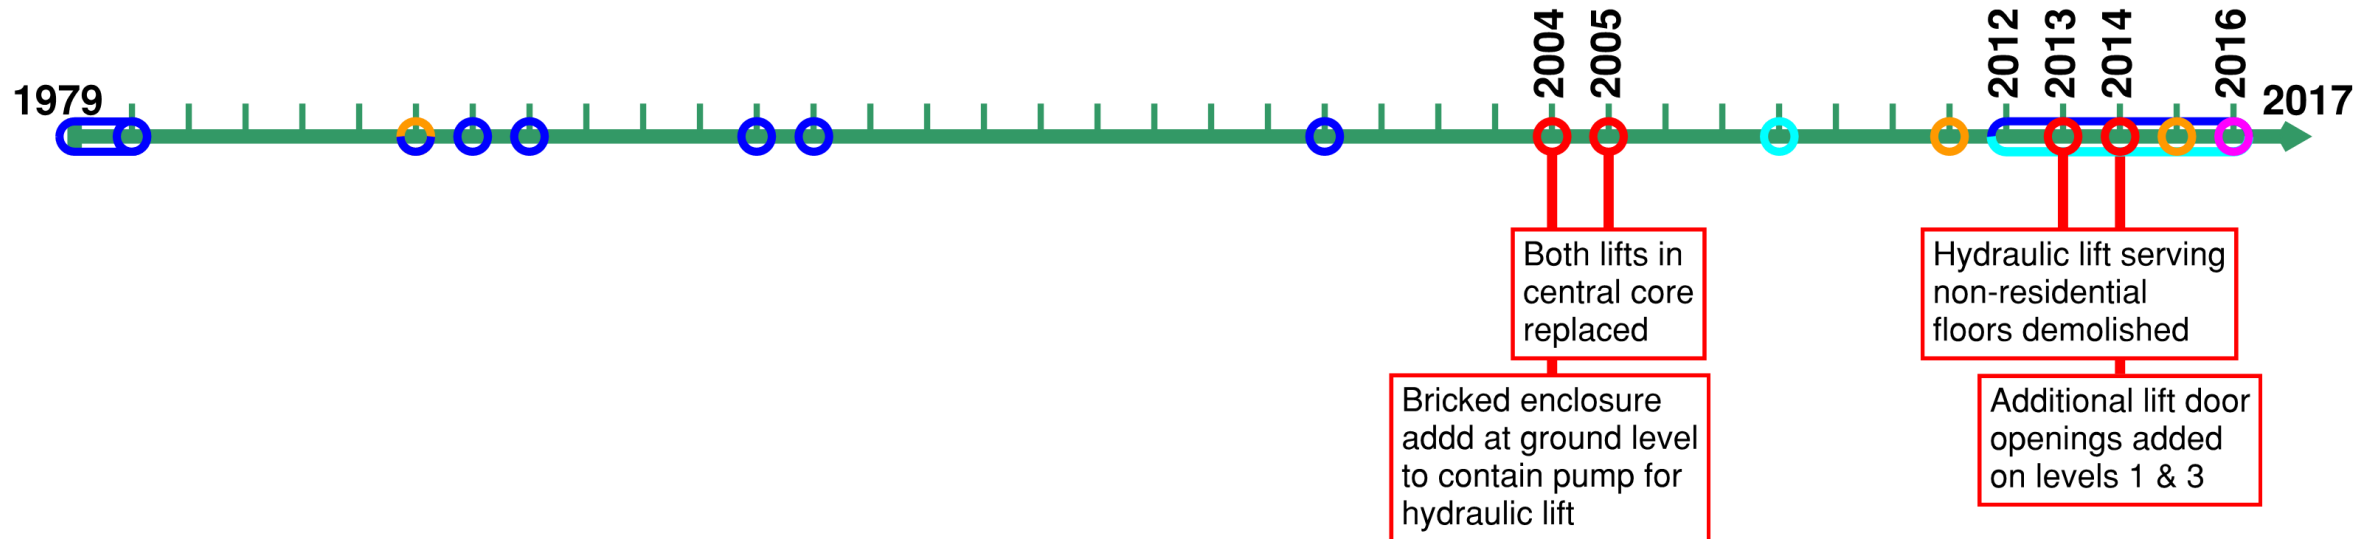 1979
2004
2005
2012
2013
2014
2016
2017
Both lifts in
central core
replaced
Hydraulic lift serving
non-residential
floors demolished
Bricked enclosure
addd at ground level
to contain pump for
hydraulic lift
Additional lift door
openings added
on levels 1 & 3